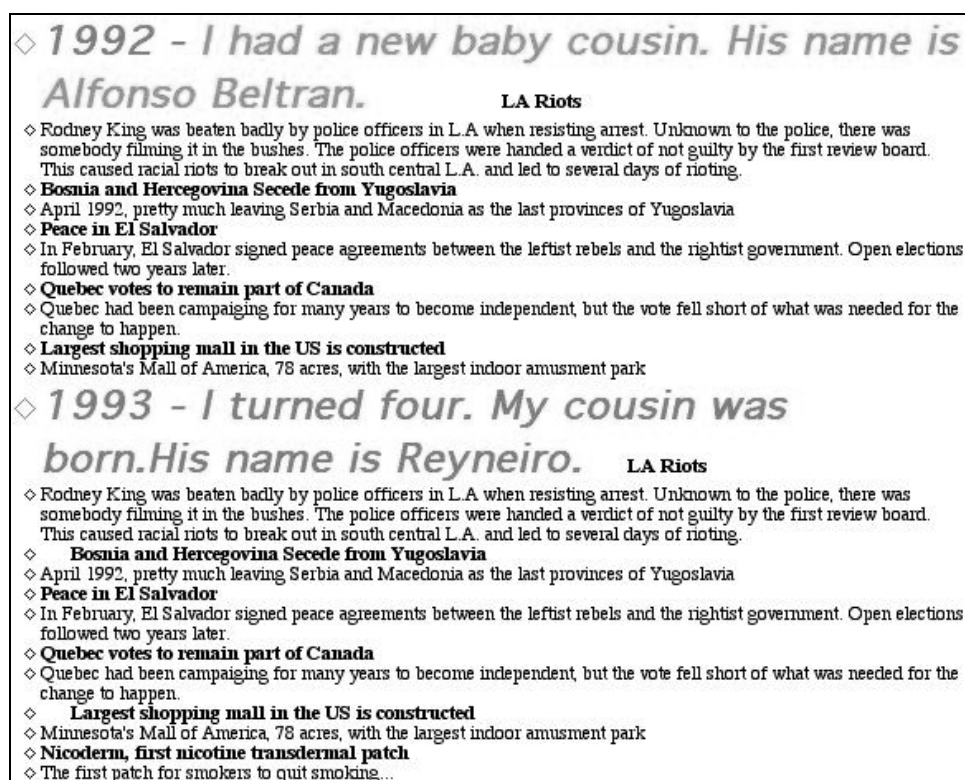 ◇ 1992 - I had a new baby cousin. His name is
Alfonso Beltran. LA Riots
◇ Rodney King was beaten badly by police officers in L.A when resisting arrest. Unknown to the police, there was
somebody filming it in the bushes. The police officers were handed a verdict of not guilty by the first review board.
This caused racial riots to break out in south central L.A. and led to several days of rioting.
◇ Bosnia and Hercegovina Secede from Yugoslavia
◇ April 1992, pretty much leaving Serbia and Macedonia as the last provinces of Yugoslavia
◇ Peace in El Salvador
◇ In February, El Salvador signed peace agreements between the leftist rebels and the rightist government. Open elections
followed two years later.
◇ Quebec votes to remain part of Canada
◇ Quebec had been campaiging for many years to become independent, but the vote fell short of what was needed for the
change to happen.
◇ Largest shopping mall in the US is constructed
◇ Minnesota's Mall of America, 78 acres, with the largest indoor amusment park
◇ 1993 - I turned four. My cousin was
born.His name is Reyneiro. LA Riots
◇ Rodney King was beaten badly by police officers in L.A when resisting arrest. Unknown to the police, there was
somebody filming it in the bushes. The police officers were handed a verdict of not guilty by the first review board.
This caused racial riots to break out in south central L.A. and led to several days of rioting.
◇ Bosnia and Hercegovina Secede from Yugoslavia
◇ April 1992, pretty much leaving Serbia and Macedonia as the last provinces of Yugoslavia
◇ Peace in El Salvador
◇ In February, El Salvador signed peace agreements between the leftist rebels and the rightist government. Open elections
followed two years later.
◇ Quebec votes to remain part of Canada
◇ Quebec had been campaiging for many years to become independent, but the vote fell short of what was needed for the
change to happen.
◇ Largest shopping mall in the US is constructed
◇ Minnesota's Mall of America, 78 acres, with the largest indoor amusment park
◇ Nicoderm, first nicotine transdermal patch
◇ The first patch for smokers to quit smoking...